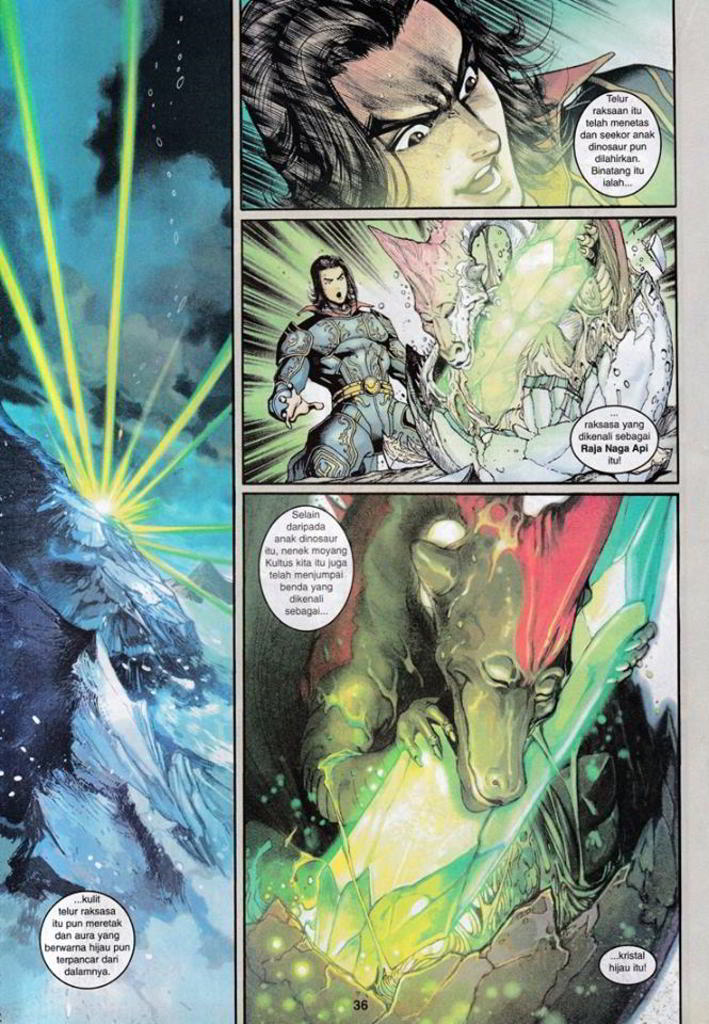 ...kulit
telur raksasa
itu pun meretak
dan aura yang
berwarna hijau pun
terpancar dari
dalamnya.
Telur
raksaan itu
telah menetas
dan seekor anak
dinosaur pun
dilahirkan.
Binatang itu
ialah...
...
raksasa yang
dikenali sebagai
Raja Naga Api
itu!
Selain
daripada
anak dinosaur
itu, nenek moyang
Kultus kita itu juga
telah menjumpai
benda yang
dikenali
sebagai...
...kristal
hijau itu!
36